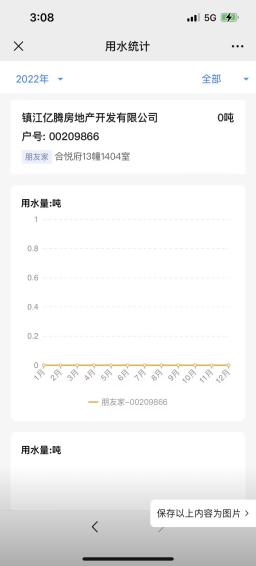 3:08 5G
用水统计
2022年 全部
镇江亿腾房地产开发有限公司 0吨
户号: 00209866
朋友家 合悦府13幢1404室
用水量:吨
1
0.8
0.6
0.4
0.2
0
1月 2月 3月 4月 5月 6月 7月 8月 9月 10月 11月 12月
朋友家-00209866
用水量:吨
保存以上内容为图片